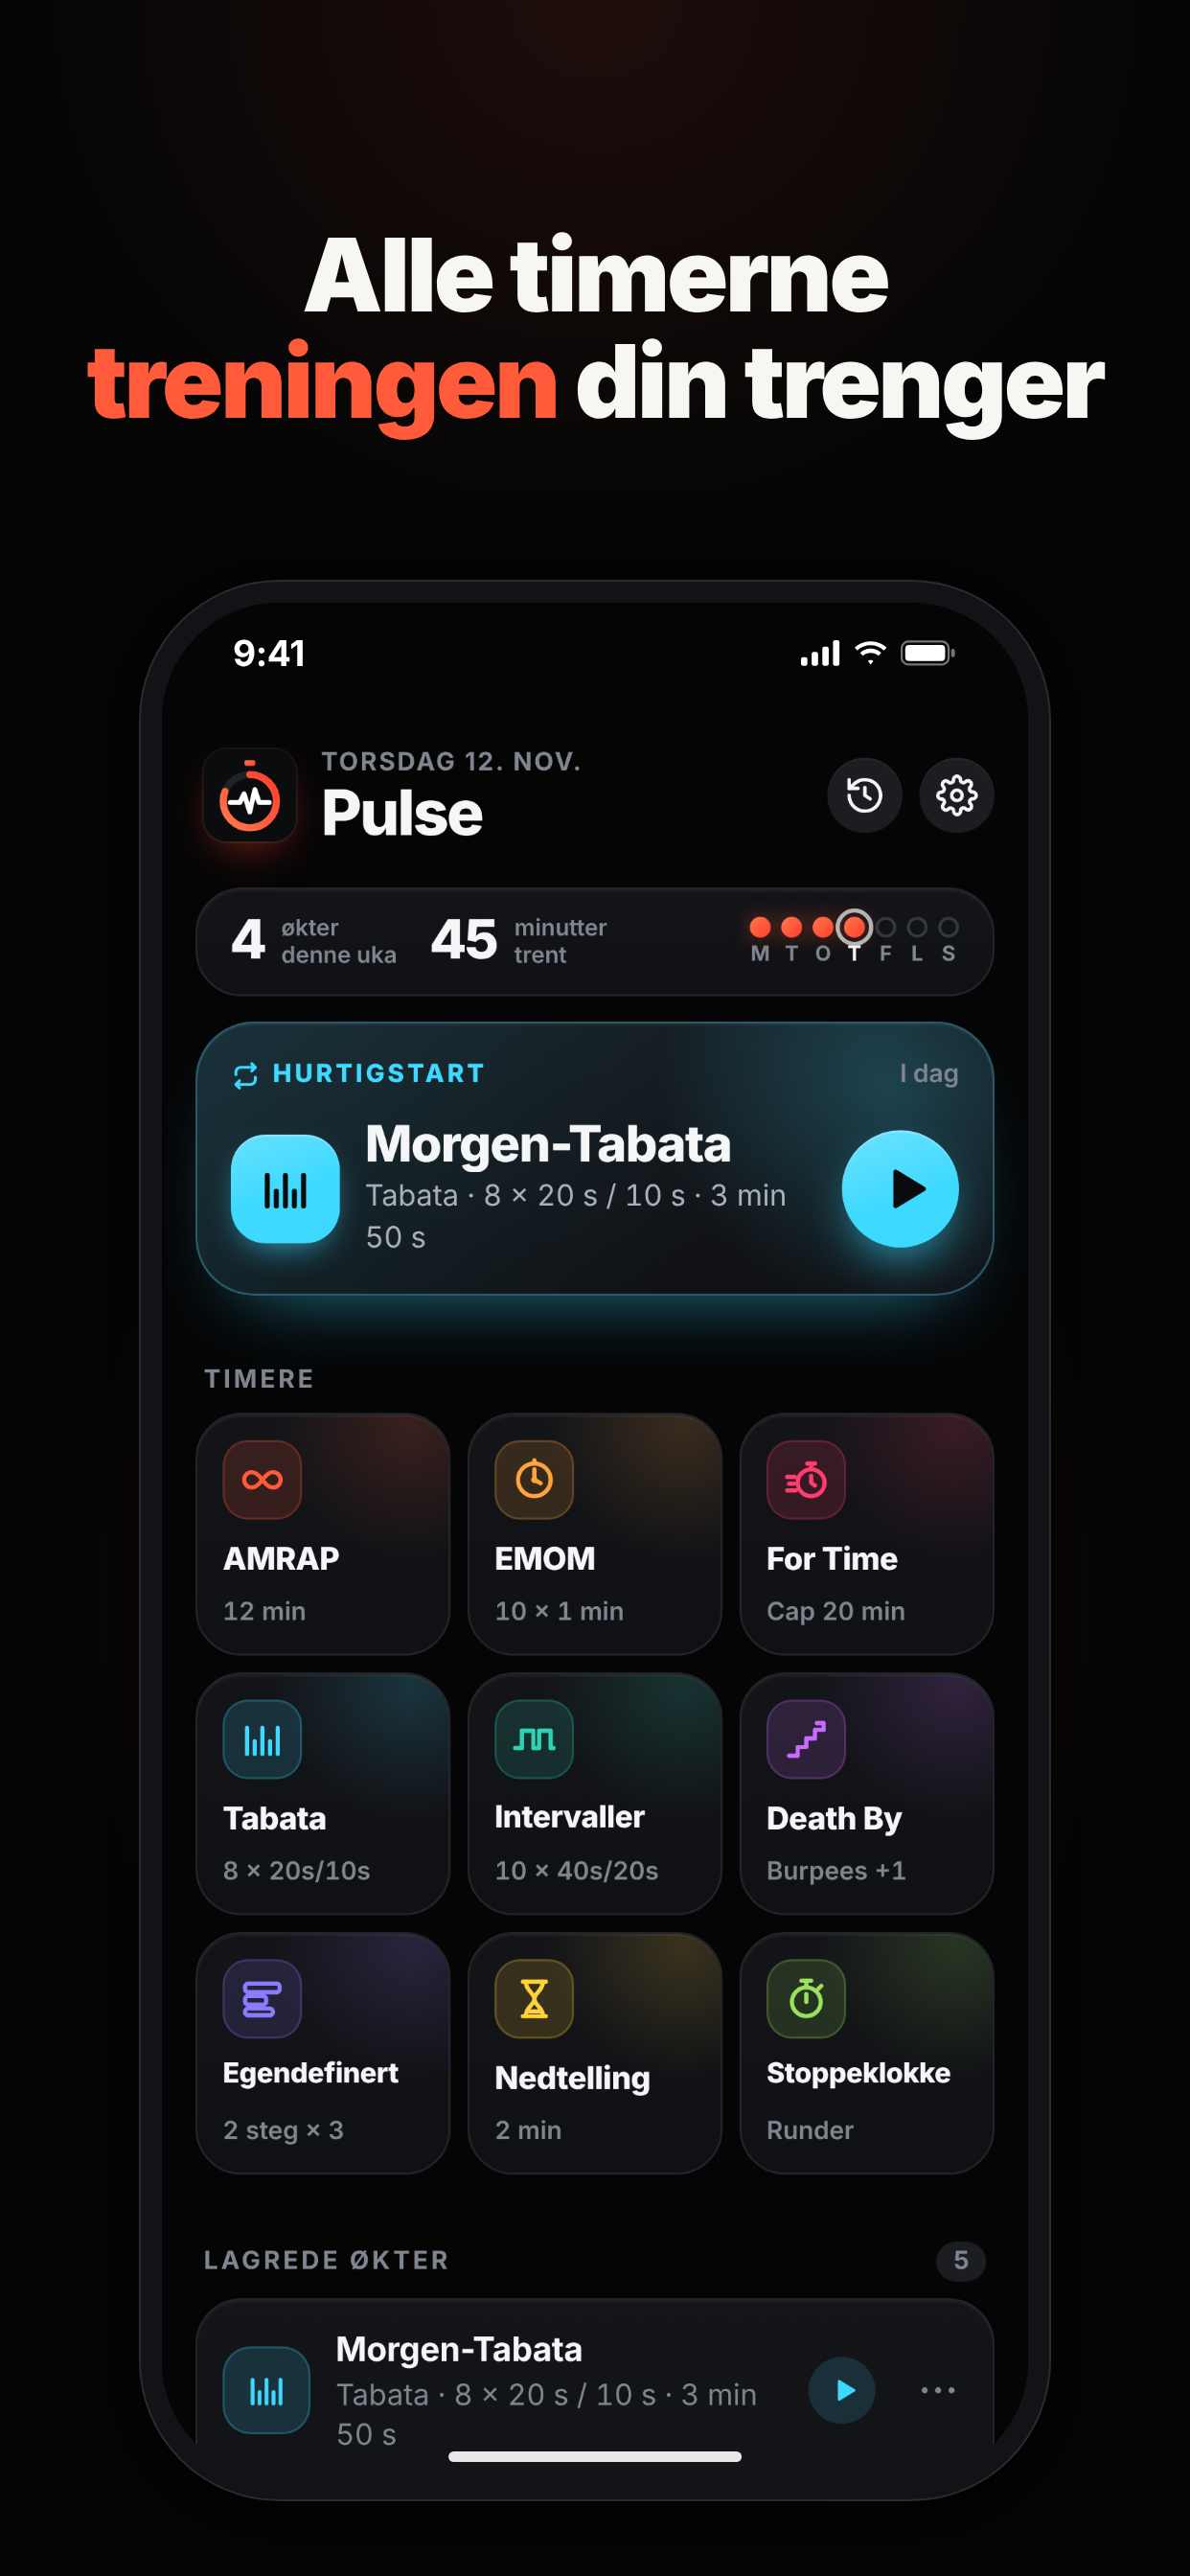 Alle timerne
treningen din trenger
9:41
TORSDAG 12. NOV.
Pulse
4 økter denne uka
45 minutter trent
M T O T F L S
HURTIGSTART
I dag
Morgen-Tabata
Tabata · 8 × 20 s / 10 s · 3 min
50 s
TIMERE
AMRAP
12 min
EMOM
10 × 1 min
For Time
Cap 20 min
Tabata
8 × 20s/10s
Intervaller
10 × 40s/20s
Death By
Burpees +1
Egendefinert
2 steg × 3
Nedtelling
2 min
Stoppeklokke
Runder
LAGREDE ØKTER
5
Morgen-Tabata
Tabata · 8 × 20 s / 10 s · 3 min
50 s